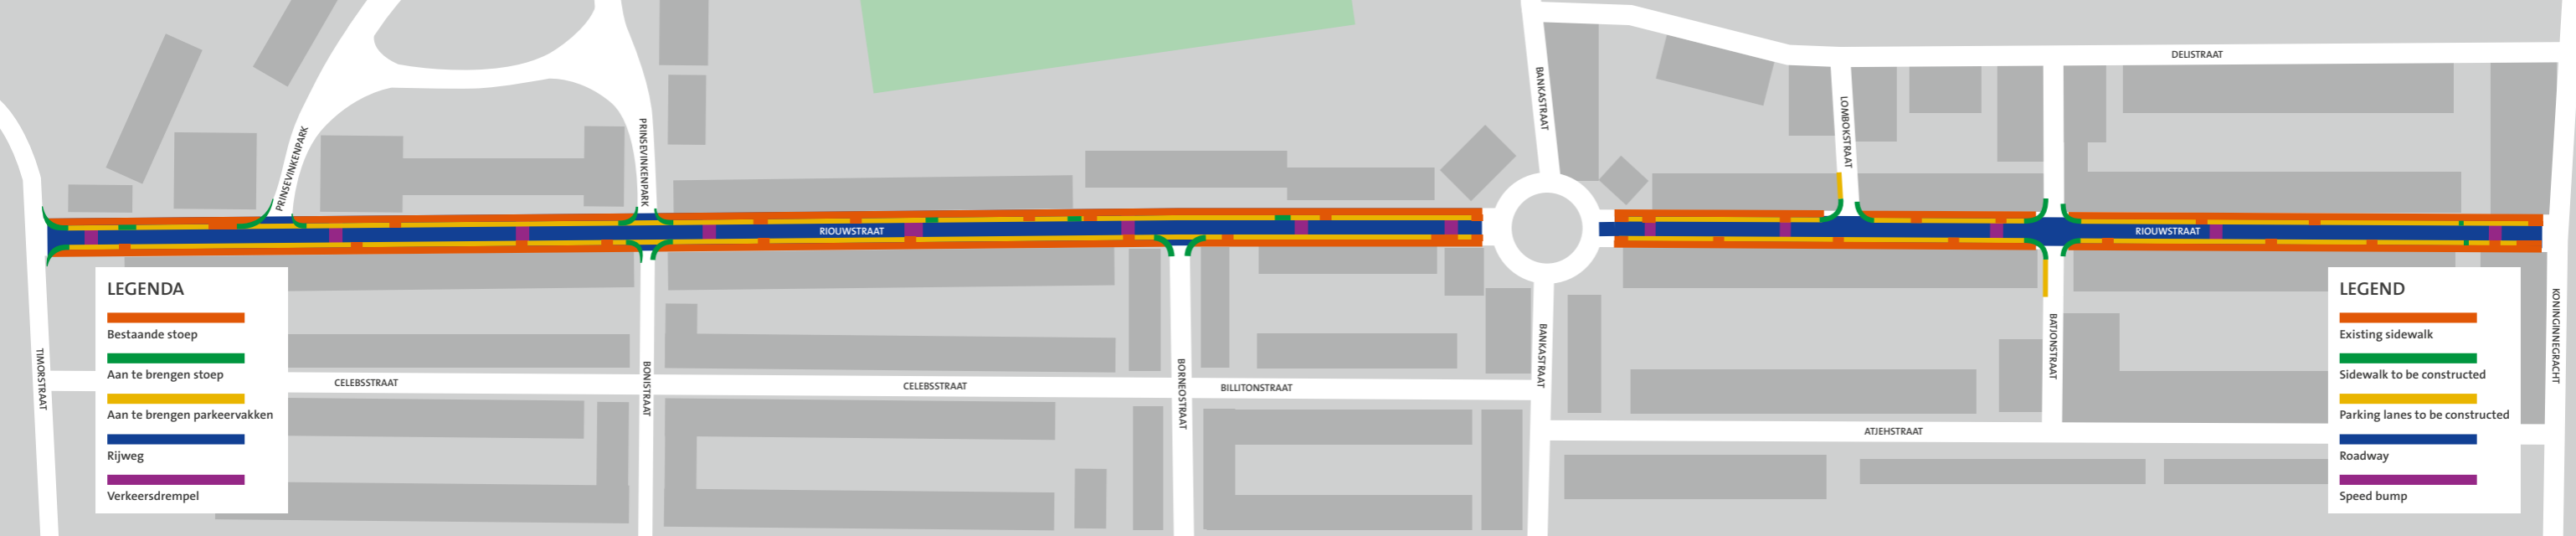 DELISTRAAT
BANKASTRAAT
LOMBOKSTRAAT
PRINSEVINKENPARK
PRINSEVINKENPARK
RIOUWSTRAAT
RIOUWSTRAAT
LEGENDA
Bestaande stoep
Aan te brengen stoep
Aan te brengen parkeervakken
Rijweg
Verkeersdrempel
TIMORSTRAAT
CELEBSSTRAAT
BONISTRAAT
CELEBSSTRAAT
BORNEOSTRAAT
BILLITONSTRAAT
BANKASTRAAT
ATJEHSTRAAT
BATJONSTRAAT
LEGEND
Existing sidewalk
Sidewalk to be constructed
Parking lanes to be constructed
Roadway
Speed bump
KONINGINNEGRACHT